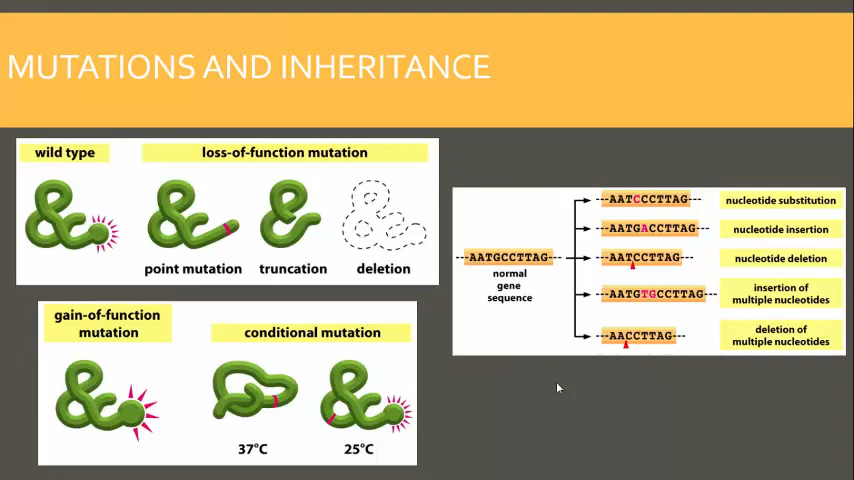 MUTATIONS AND INHERITANCE
wild type
loss-of-function mutation
point mutation
truncation
deletion
gain-of-function
mutation
conditional mutation
37°C
25°C
--AATGCCTTAG--
normal
gene
sequence
--AATCCCTTAG--
nucleotide substitution
--AATGACCTTAG--
nucleotide insertion
--AATCCTTAG--
nucleotide deletion
--AATGTGCCTTAG--
insertion of
multiple nucleotides
--AACCTTAG--
deletion of
multiple nucleotides